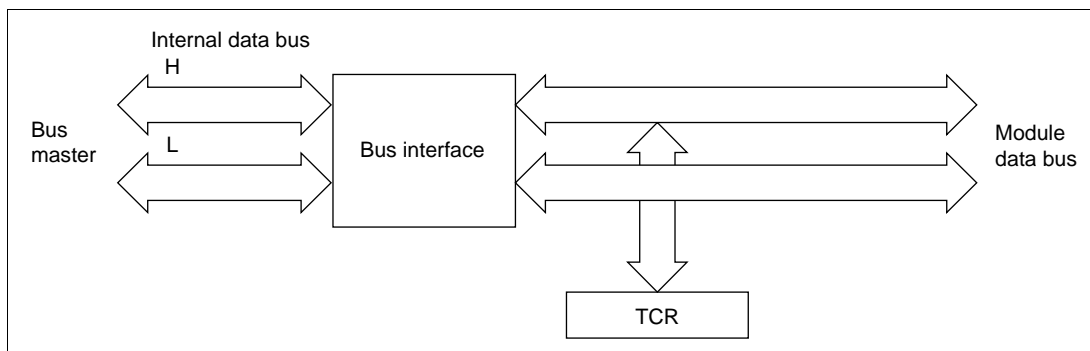 Internal data bus
H
Bus
master
L
Bus interface
Module
data bus
TCR